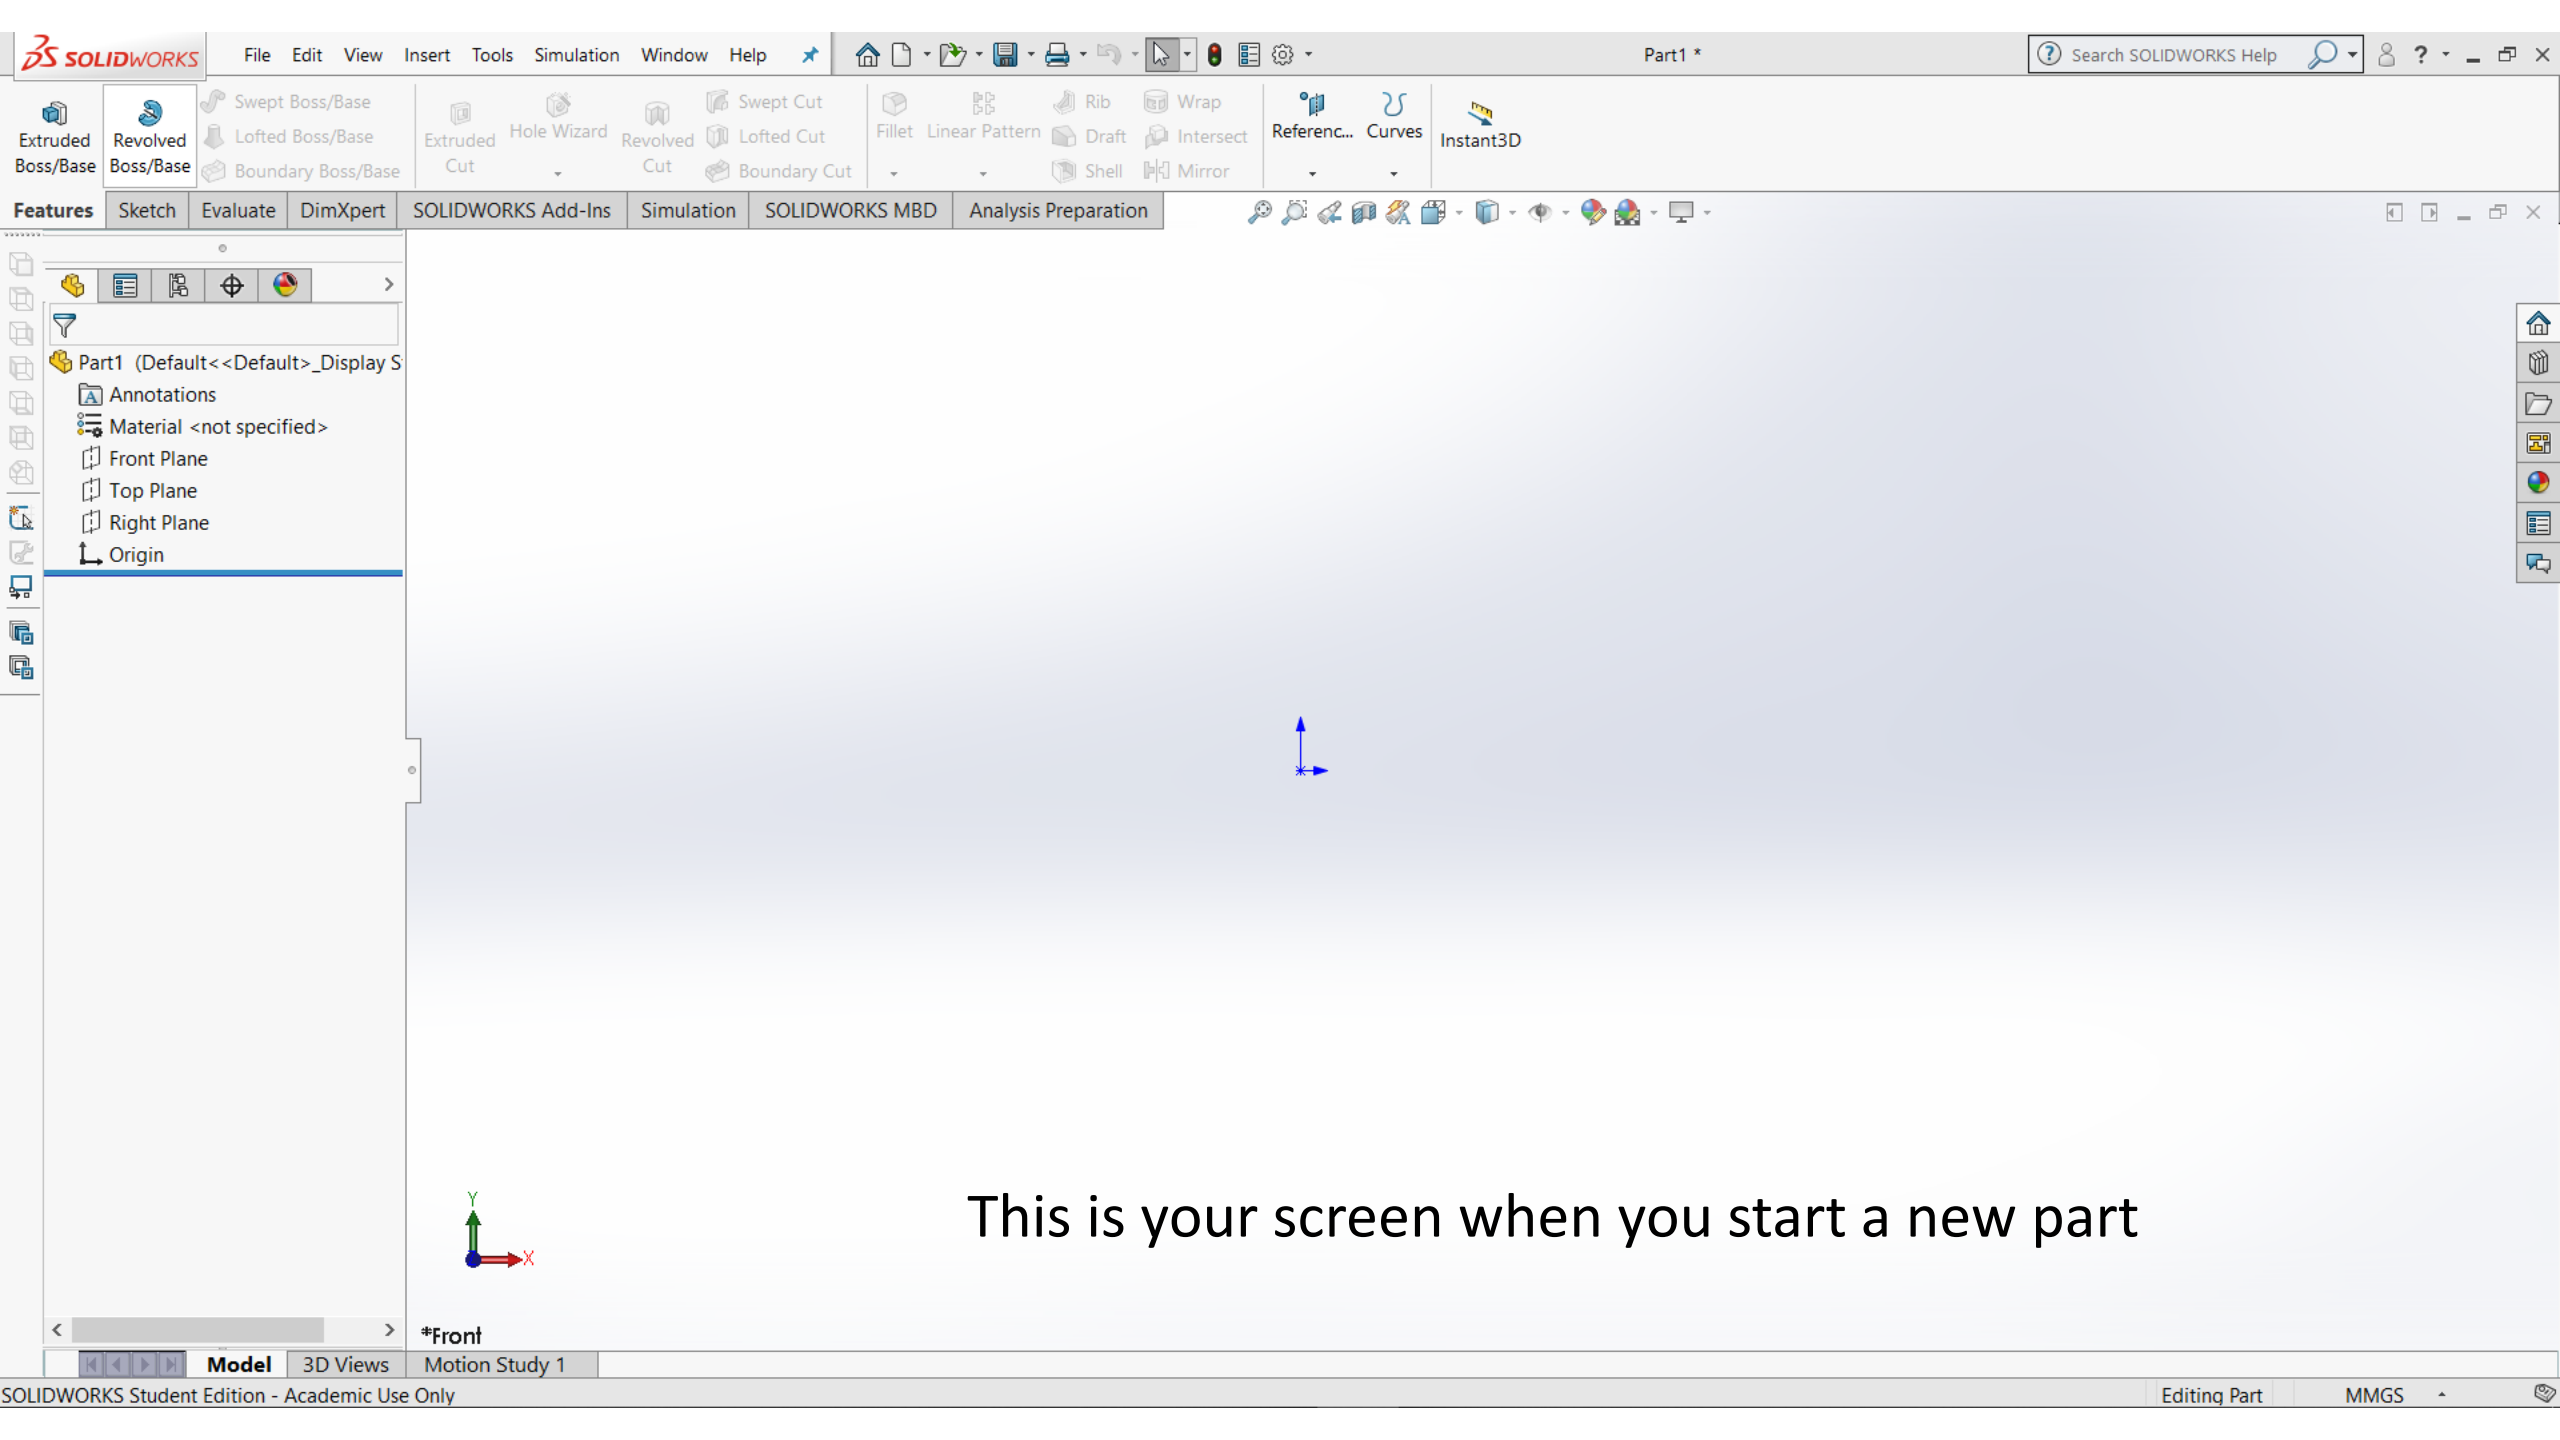 SOLIDWORKS File Edit View Insert Tools Simulation Window Help Part1 * Search SOLIDWORKS Help ?
Extruded Boss/Base
Revolved Boss/Base
Swept Boss/Base
Lofted Boss/Base
Boundary Boss/Base
Extruded Cut
Hole Wizard
Revolved Cut
Swept Cut
Lofted Cut
Boundary Cut
Fillet
Linear Pattern
Rib
Draft
Shell
Wrap
Intersect
Mirror
Referenc...
Curves
Instant3D
Features Sketch Evaluate DimXpert SOLIDWORKS Add-Ins Simulation SOLIDWORKS MBD Analysis Preparation
Part1 (Default<<Default>_Display S
Annotations
Material <not specified>
Front Plane
Top Plane
Right Plane
Origin
Y
X
This is your screen when you start a new part
*Front
Model 3D Views Motion Study 1
SOLIDWORKS Student Edition - Academic Use Only Editing Part MMGS